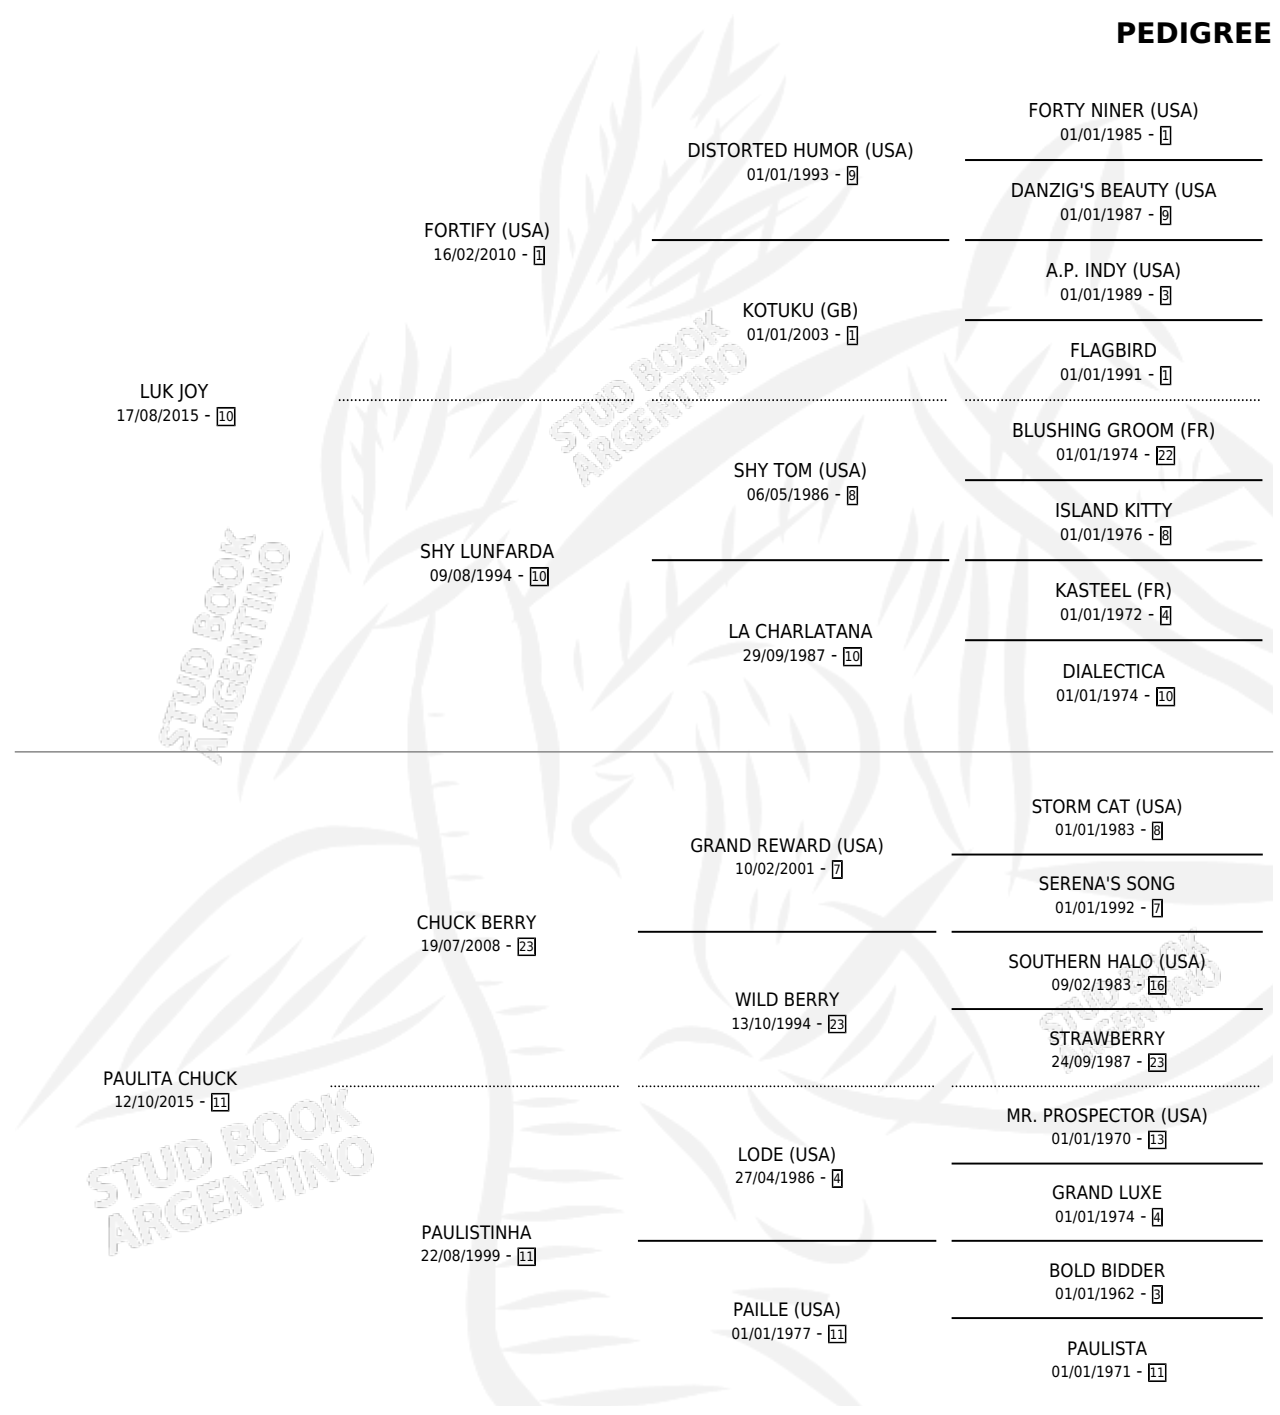 PEDIGREE
FORTY NINER (USA)
01/01/1985 - 1
DISTORTED HUMOR (USA)
01/01/1993 - 9
DANZIG'S BEAUTY (USA
01/01/1987 - 9
FORTIFY (USA)
16/02/2010 - 1
A.P. INDY (USA)
01/01/1989 - 3
KOTUKU (GB)
01/01/2003 - 1
FLAGBIRD
01/01/1991 - 1
LUK JOY
17/08/2015 - 10
BLUSHING GROOM (FR)
01/01/1974 - 22
SHY TOM (USA)
06/05/1986 - 8
ISLAND KITTY
01/01/1976 - 8
SHY LUNFARDA
09/08/1994 - 10
KASTEEL (FR)
01/01/1972 - 4
LA CHARLATANA
29/09/1987 - 10
DIALECTICA
01/01/1974 - 10
STORM CAT (USA)
01/01/1983 - 8
GRAND REWARD (USA)
10/02/2001 - 7
SERENA'S SONG
01/01/1992 - 7
CHUCK BERRY
19/07/2008 - 23
SOUTHERN HALO (USA)
09/02/1983 - 16
WILD BERRY
13/10/1994 - 23
STRAWBERRY
24/09/1987 - 23
PAULITA CHUCK
12/10/2015 - 11
MR. PROSPECTOR (USA)
01/01/1970 - 13
LODE (USA)
27/04/1986 - 4
GRAND LUXE
01/01/1974 - 4
PAULISTINHA
22/08/1999 - 11
BOLD BIDDER
01/01/1962 - 3
PAILLE (USA)
01/01/1977 - 11
PAULISTA
01/01/1971 - 11
STUD BOOK
ARGENTINO
STUD BOOK
ARGENTINO
STUD BOOK
ARGENTINO
STUD BOOK
ARGENTINO